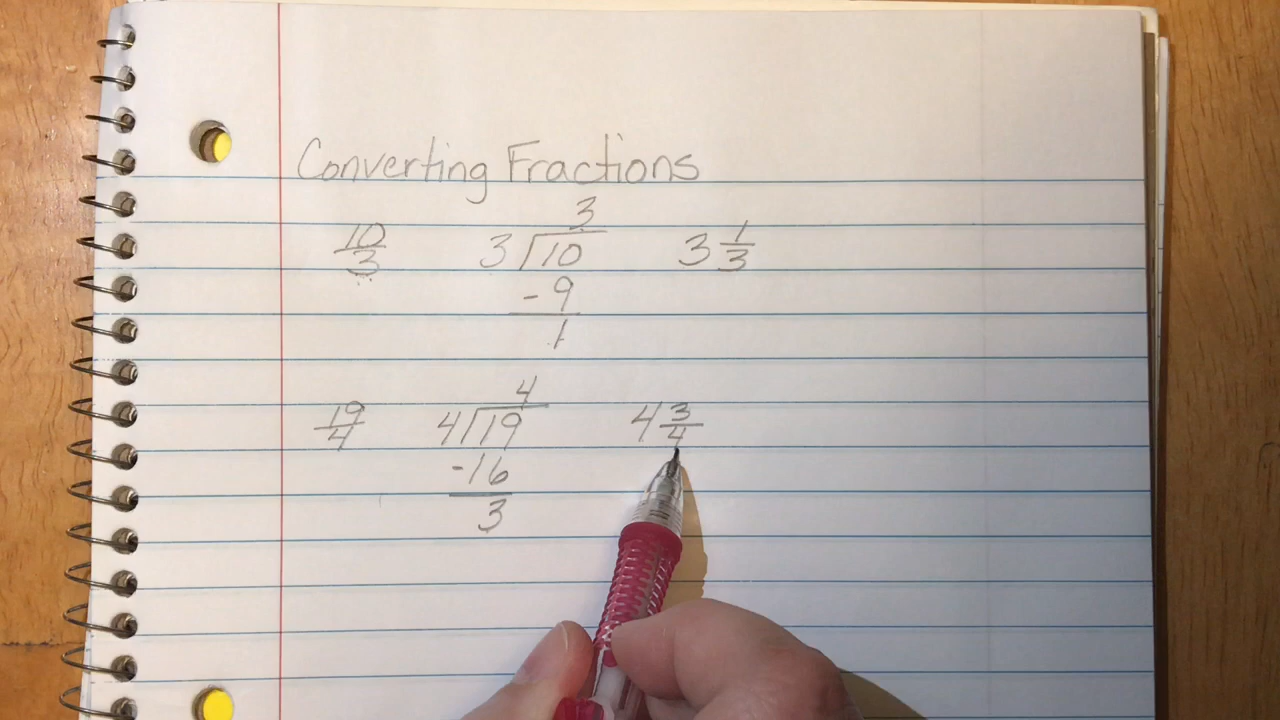 Converting Fractions
3
10/3 3⟌10 3 1/3
-9
1
4
19/4 4⟌19 4 3/4
-16
3